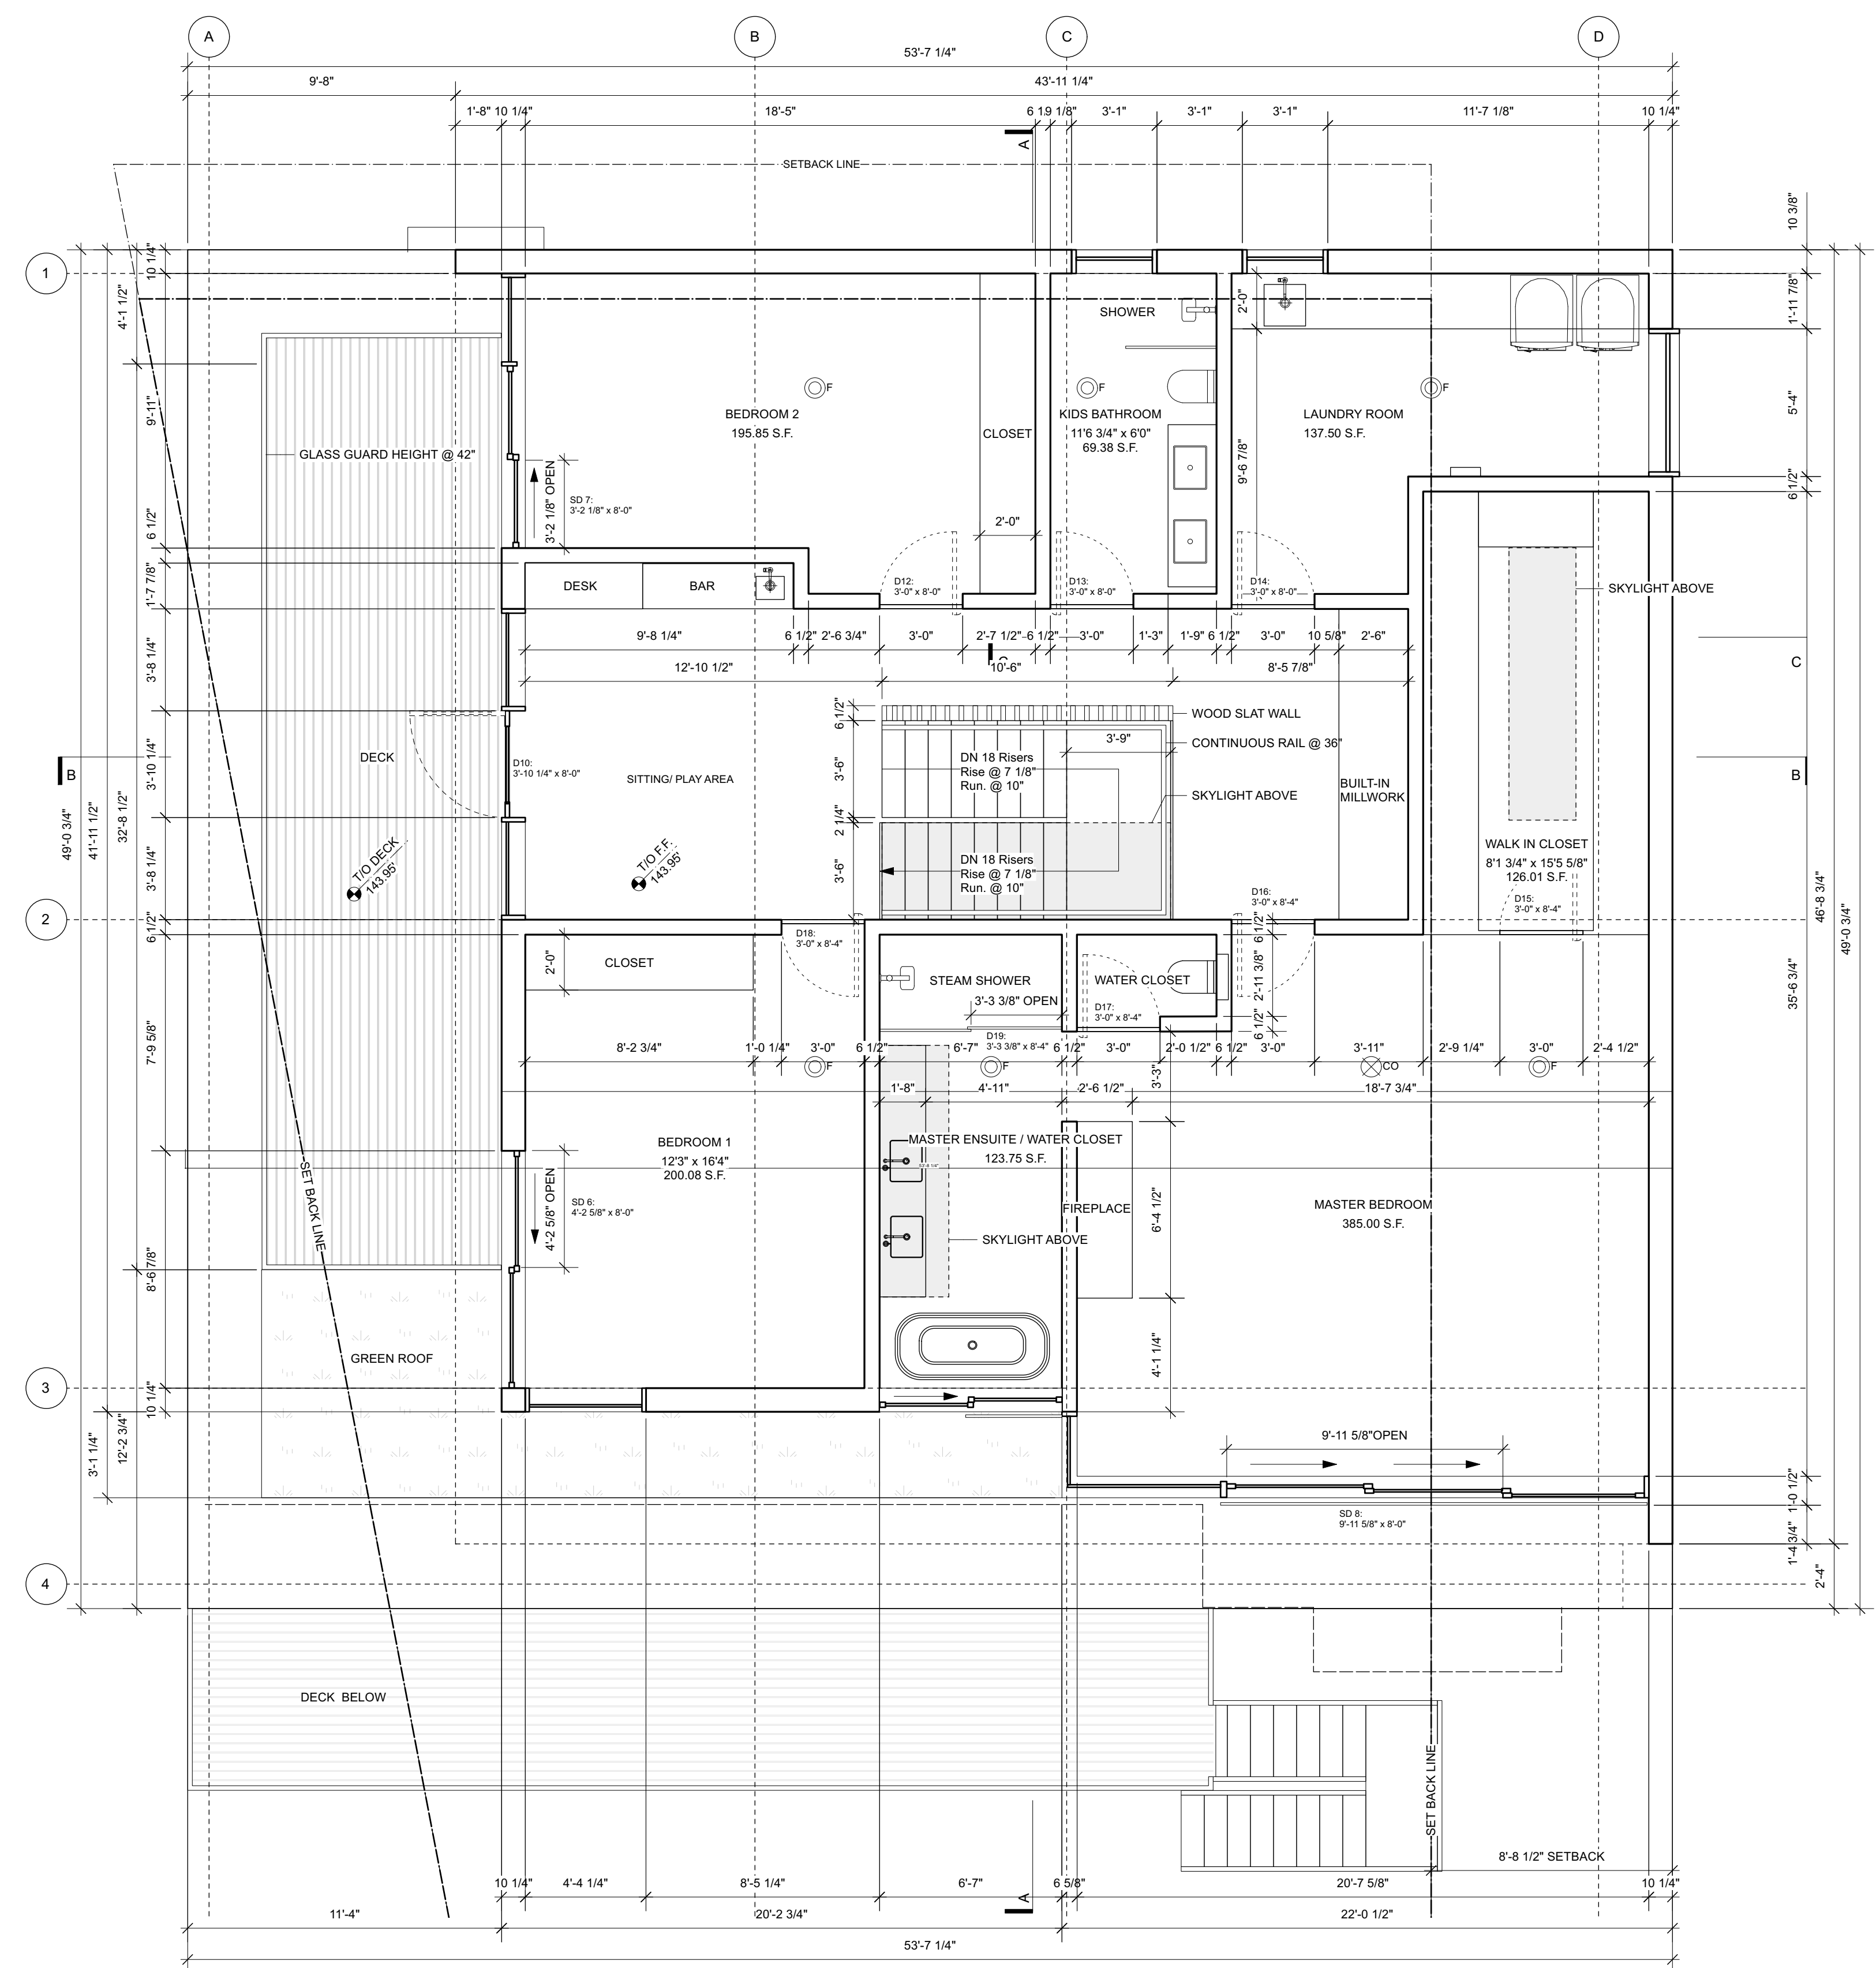 A
B
C
D
53'-7 1/4"
9'-8"
43'-11 1/4"
1'-8" 10 1/4"
18'-5"
3'-1"
3'-1"
3'-1"
11'-7 1/8"
10 1/4"
A
SETBACK LINE
1
10 1/4"
4'-1 1/2"
9'-11"
6 1/2"
1'-7 7/8"
3'-8 1/4"
3'-10 1/4"
3'-8 1/4"
6 1/2"
7'-9 5/8"
8'-6 7/8"
10 1/4"
49'-0 3/4"
41'-11 1/2"
32'-8 1/2"
3'-1 1/4"
12'-2 3/4"
B
2
3
4
10 3/8"
1'-11 7/8"
5'-4"
6 1/2"
C
B
46'-8 3/4"
49'-0 3/4"
35'-6 3/4"
1'-0 1/2"
1'-4 3/4"
2'-4"
GLASS GUARD HEIGHT @ 42"
BEDROOM 2
195.85 S.F.
F
3'-2 1/8" OPEN
SD 7:
3'-2 1/8" x 8'-0"
CLOSET
2'-0"
SHOWER
F
KIDS BATHROOM
11'6 3/4" x 6'0"
69.38 S.F.
2'-0"
9'-6 7/8"
LAUNDRY ROOM
137.50 S.F.
F
DESK
BAR
D12:
3'-0" x 8'-0"
D13:
3'-0" x 8'-0"
D14:
3'-0" x 8'-0"
SKYLIGHT ABOVE
9'-8 1/4"
6 1/2"
2'-6 3/4"
3'-0"
2'-7 1/2"
6 1/2"
3'-0"
1'-3"
1'-9"
6 1/2"
3'-0"
10 5/8"
2'-6"
12'-10 1/2"
10'-6"
8'-5 7/8"
6 1/2"
3'-6"
2 1/4"
3'-6"
WOOD SLAT WALL
3'-9"
CONTINUOUS RAIL @ 36"
DN 18 Risers
Rise @ 7 1/8"
Run. @ 10"
SKYLIGHT ABOVE
DN 18 Risers
Rise @ 7 1/8"
Run. @ 10"
BUILT-IN
MILLWORK
DECK
D10:
3'-10 1/4" x 8'-0"
SITTING/ PLAY AREA
T/O DECK
143.95'
T/O F.F.
143.95'
WALK IN CLOSET
8'1 3/4" x 15'5 5/8"
126.01 S.F.
D15:
3'-0" x 8'-4"
D16:
3'-0" x 8'-4"
D18:
3'-0" x 8'-4"
2'-0"
CLOSET
STEAM SHOWER
3'-3 3/8" OPEN
WATER CLOSET
D17:
3'-0" x 8'-4"
6 1/2"
2'-11 3/8"
6 1/2"
D19:
3'-3 3/8" x 8'-4"
8'-2 3/4"
1'-0 1/4"
3'-0"
6 1/2"
6'-7"
6 1/2"
3'-0"
2'-0 1/2"
6 1/2"
3'-0"
3'-11"
2'-9 1/4"
3'-0"
2'-4 1/2"
F
F
CO
F
3'-3"
1'-8"
4'-11"
2'-6 1/2"
18'-7 3/4"
BEDROOM 1
12'3" x 16'4"
200.08 S.F.
4'-2 5/8" OPEN
SD 6:
4'-2 5/8" x 8'-0"
MASTER ENSUITE / WATER CLOSET
123.75 S.F.
SKYLIGHT ABOVE
FIREPLACE
6'-4 1/2"
4'-1 1/4"
MASTER BEDROOM
385.00 S.F.
SET BACK LINE
GREEN ROOF
9'-11 5/8"OPEN
SD 8:
9'-11 5/8" x 8'-0"
DECK BELOW
SET BACK LINE
8'-8 1/2" SETBACK
A
10 1/4"
4'-4 1/4"
8'-5 1/4"
6'-7"
6 5/8"
20'-7 5/8"
10 1/4"
11'-4"
20'-2 3/4"
22'-0 1/2"
53'-7 1/4"